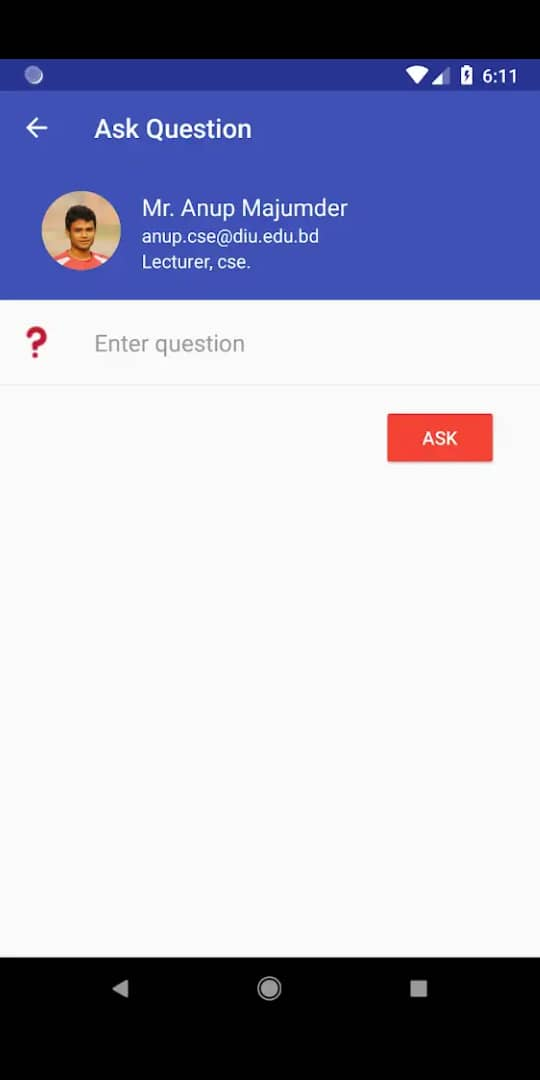 6:11
Ask Question
Mr. Anup Majumder
anup.cse@diu.edu.bd
Lecturer, cse.
Enter question
ASK